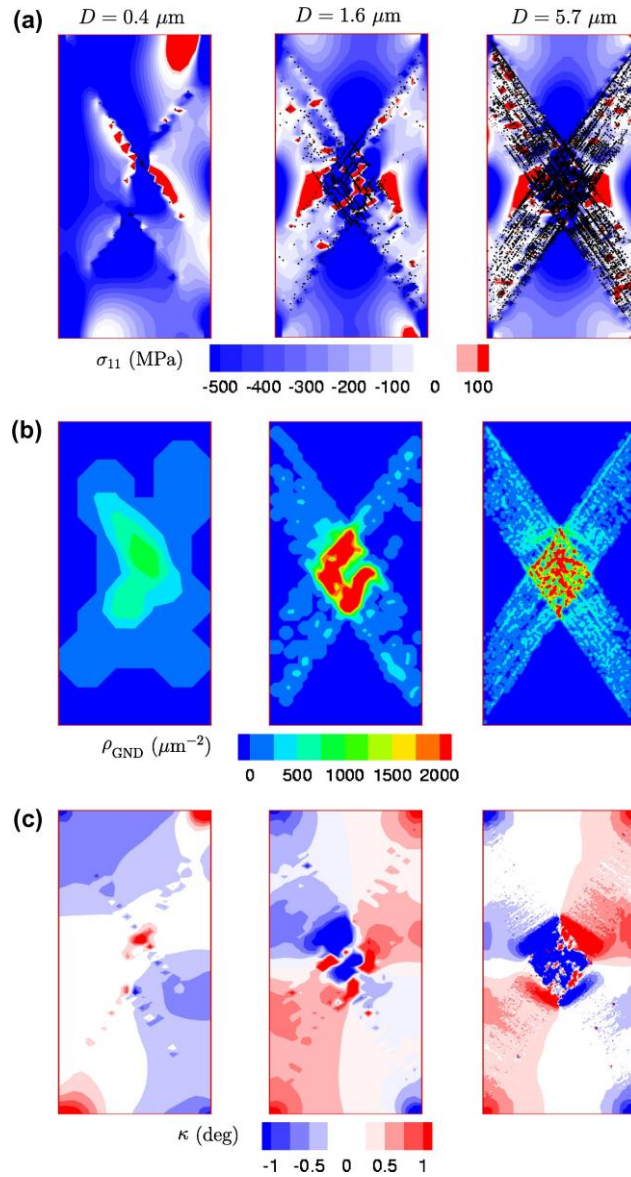 (a)
D = 0.4 μm D = 1.6 μm D = 5.7 μm
σ₁₁ (MPa)
-500 -400 -300 -200 -100 0 100
(b)
ρGND (μm⁻²)
0 500 1000 1500 2000
(c)
κ (deg)
-1 -0.5 0 0.5 1